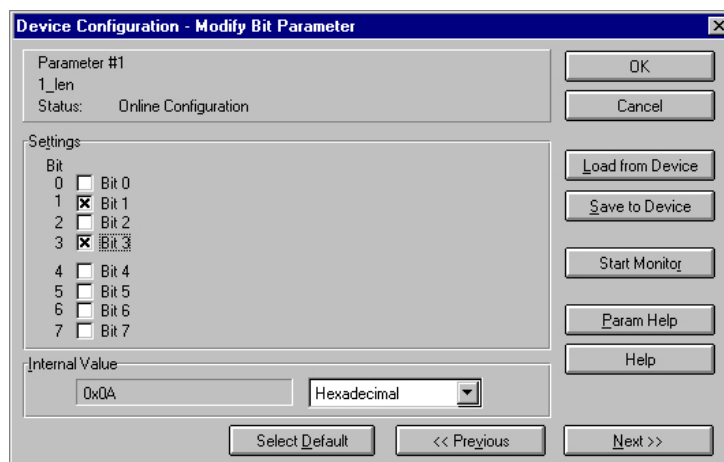 Device Configuration - Modify Bit Parameter
Parameter #1
1_len
Status: Online Configuration
OK
Cancel
Settings
Bit
0 Bit 0
1 Bit 1
2 Bit 2
3 Bit 3
4 Bit 4
5 Bit 5
6 Bit 6
7 Bit 7
Load from Device
Save to Device
Start Monitor
Param Help
Help
Internal Value
0x0A Hexadecimal
Select Default << Previous Next >>